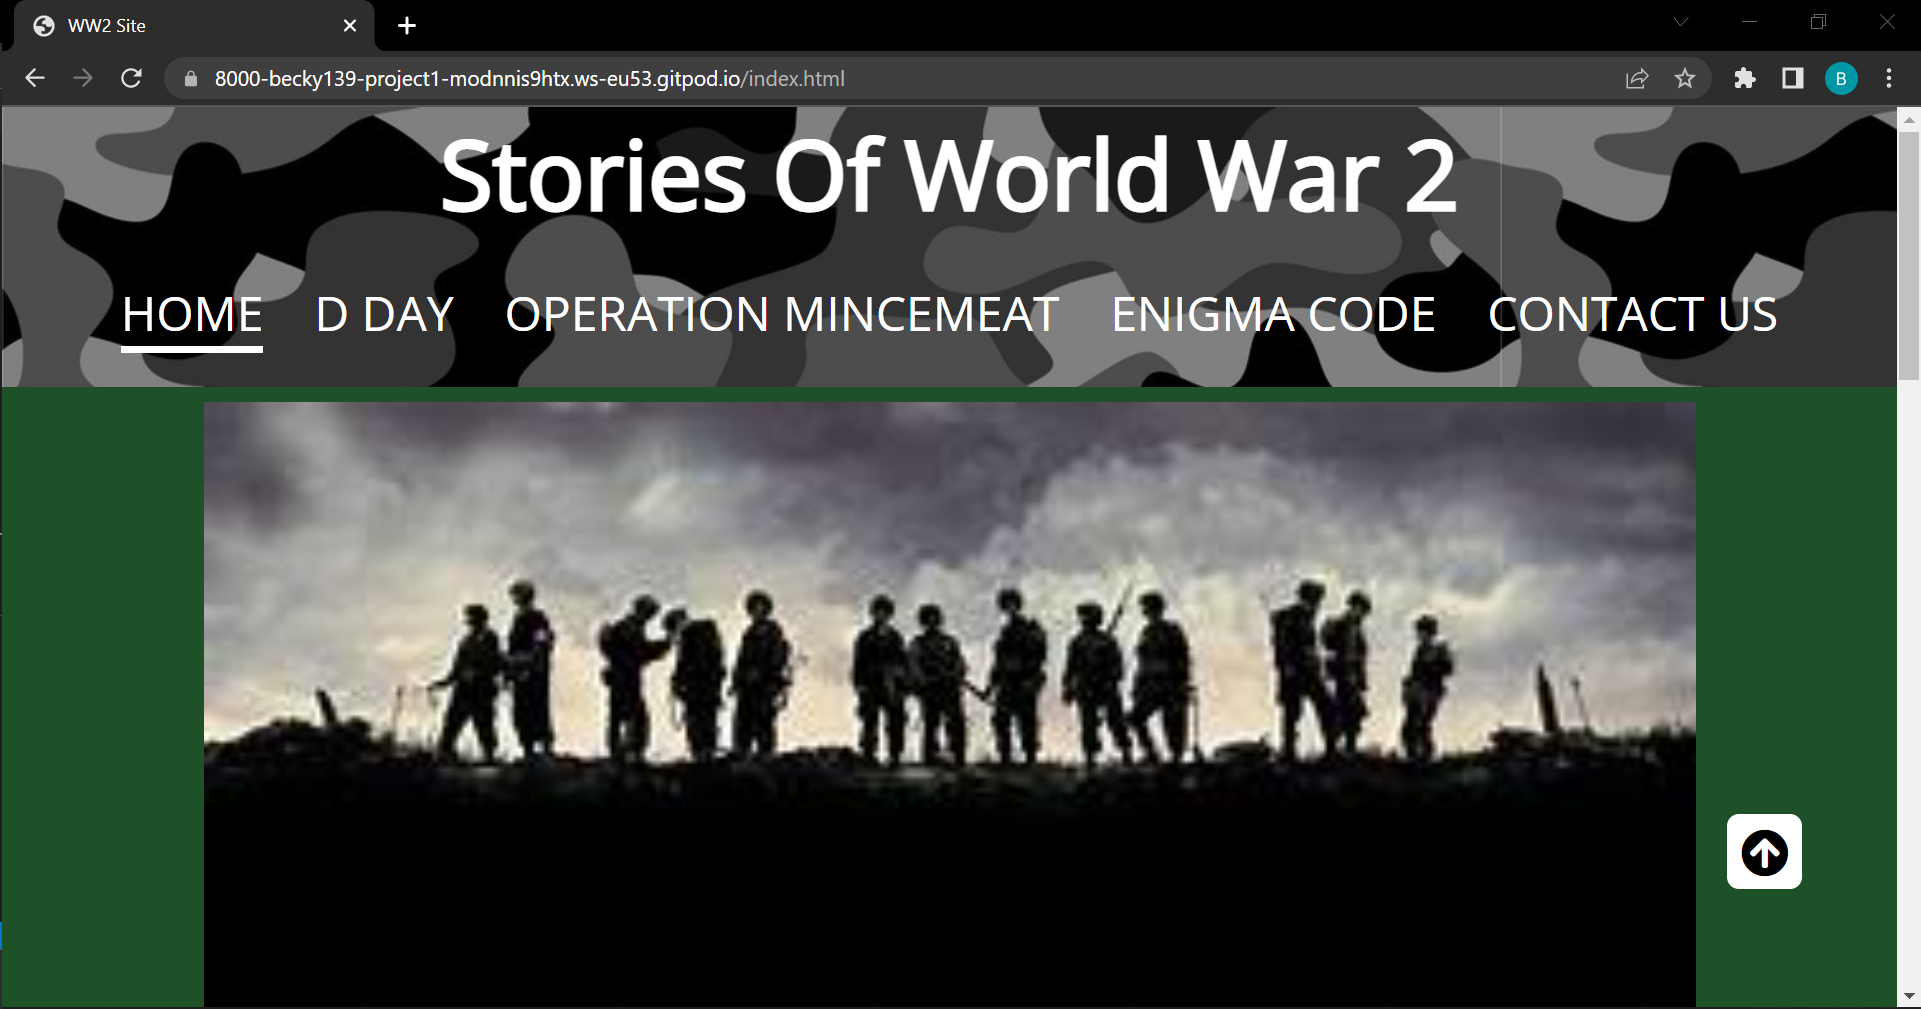 WW2 Site
8000-becky139-project1-modnnis9htx.ws-eu53.gitpod.io/index.html
B
Stories Of World War 2
HOME D DAY OPERATION MINCEMEAT ENIGMA CODE CONTACT US